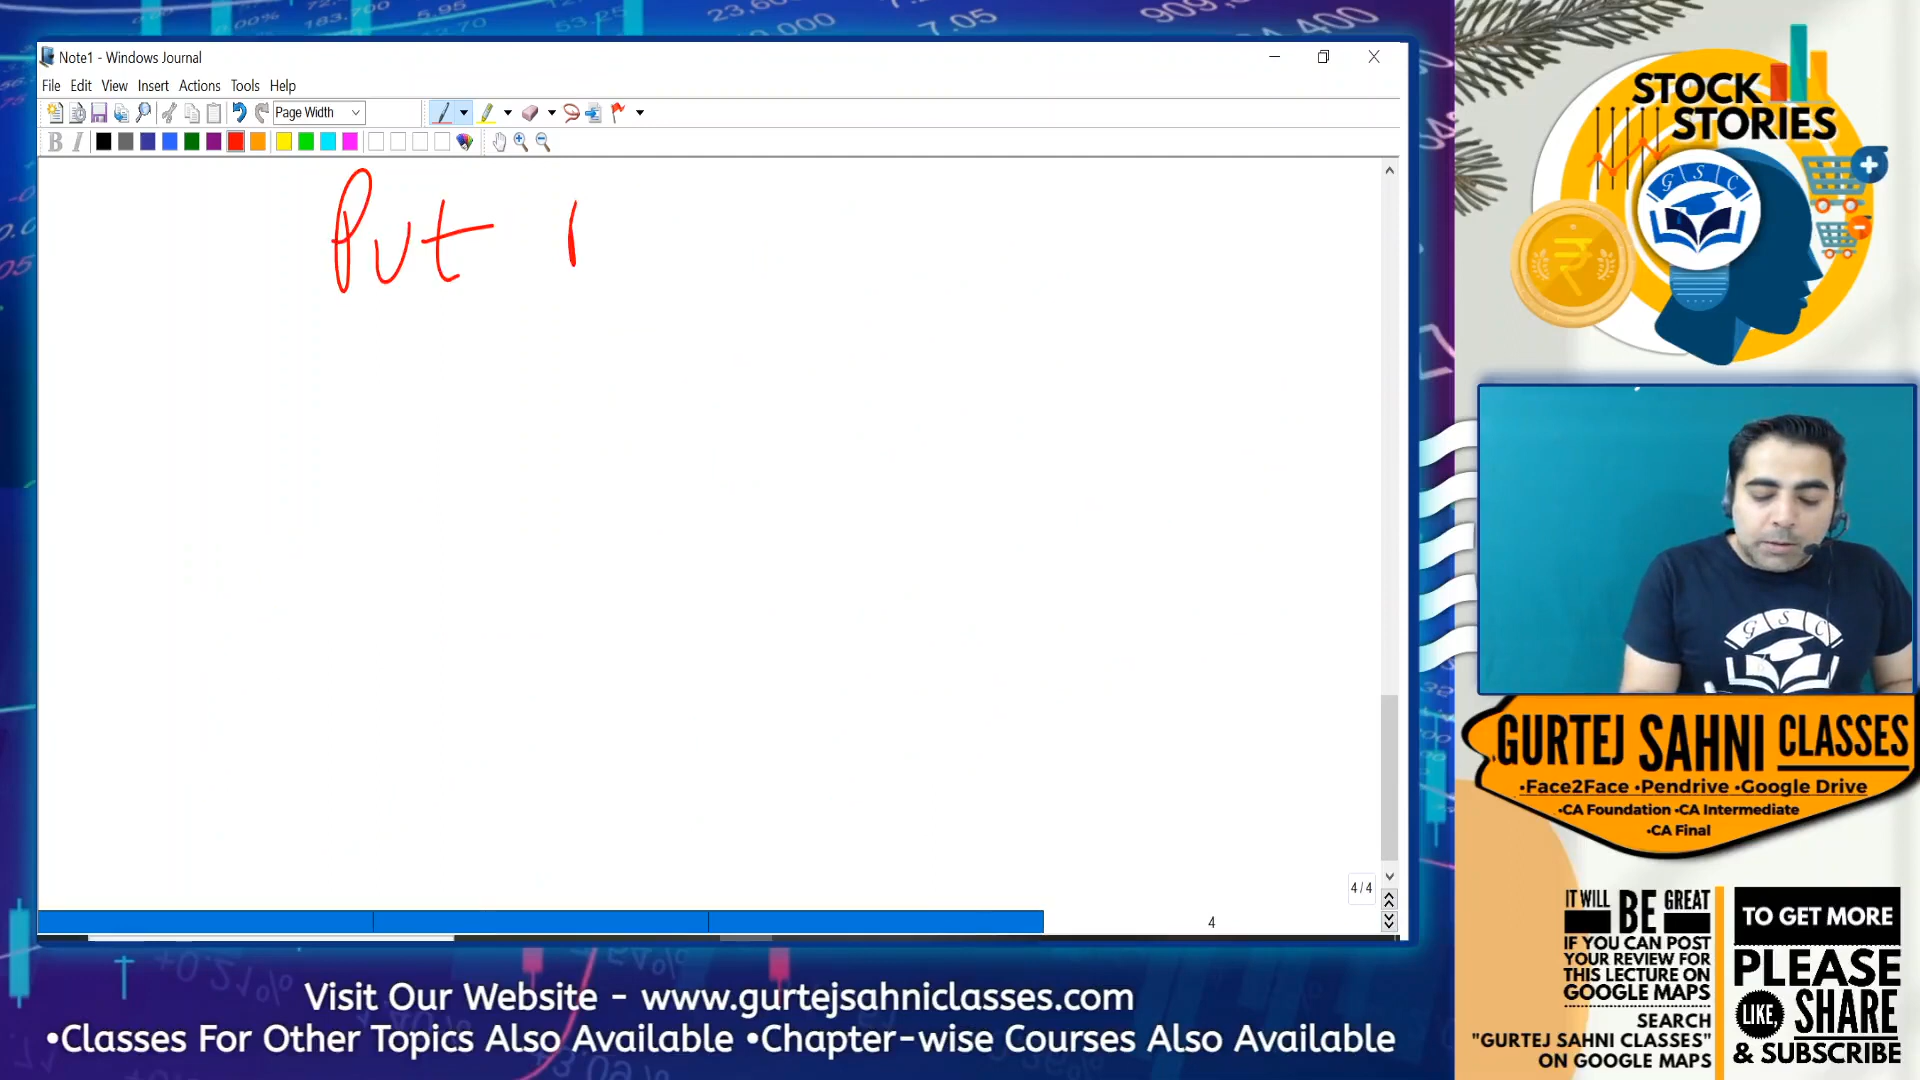 Note1 - Windows Journal
File Edit View Insert Actions Tools Help
Page Width
B I
Put
4 / 4
4
STOCK
STORIES
G S C
G S C
GURTEJ SAHNI CLASSES
•Face2Face •Pendrive •Google Drive
•CA Foundation •CA Intermediate
•CA Final
IT WILL BE GREAT
IF YOU CAN POST
YOUR REVIEW FOR
THIS LECTURE ON
GOOGLE MAPS
SEARCH
"GURTEJ SAHNI CLASSES"
ON GOOGLE MAPS
TO GET MORE
PLEASE
LIKE, SHARE
& SUBSCRIBE
Visit Our Website - www.gurtejsahniclasses.com
•Classes For Other Topics Also Available •Chapter-wise Courses Also Available